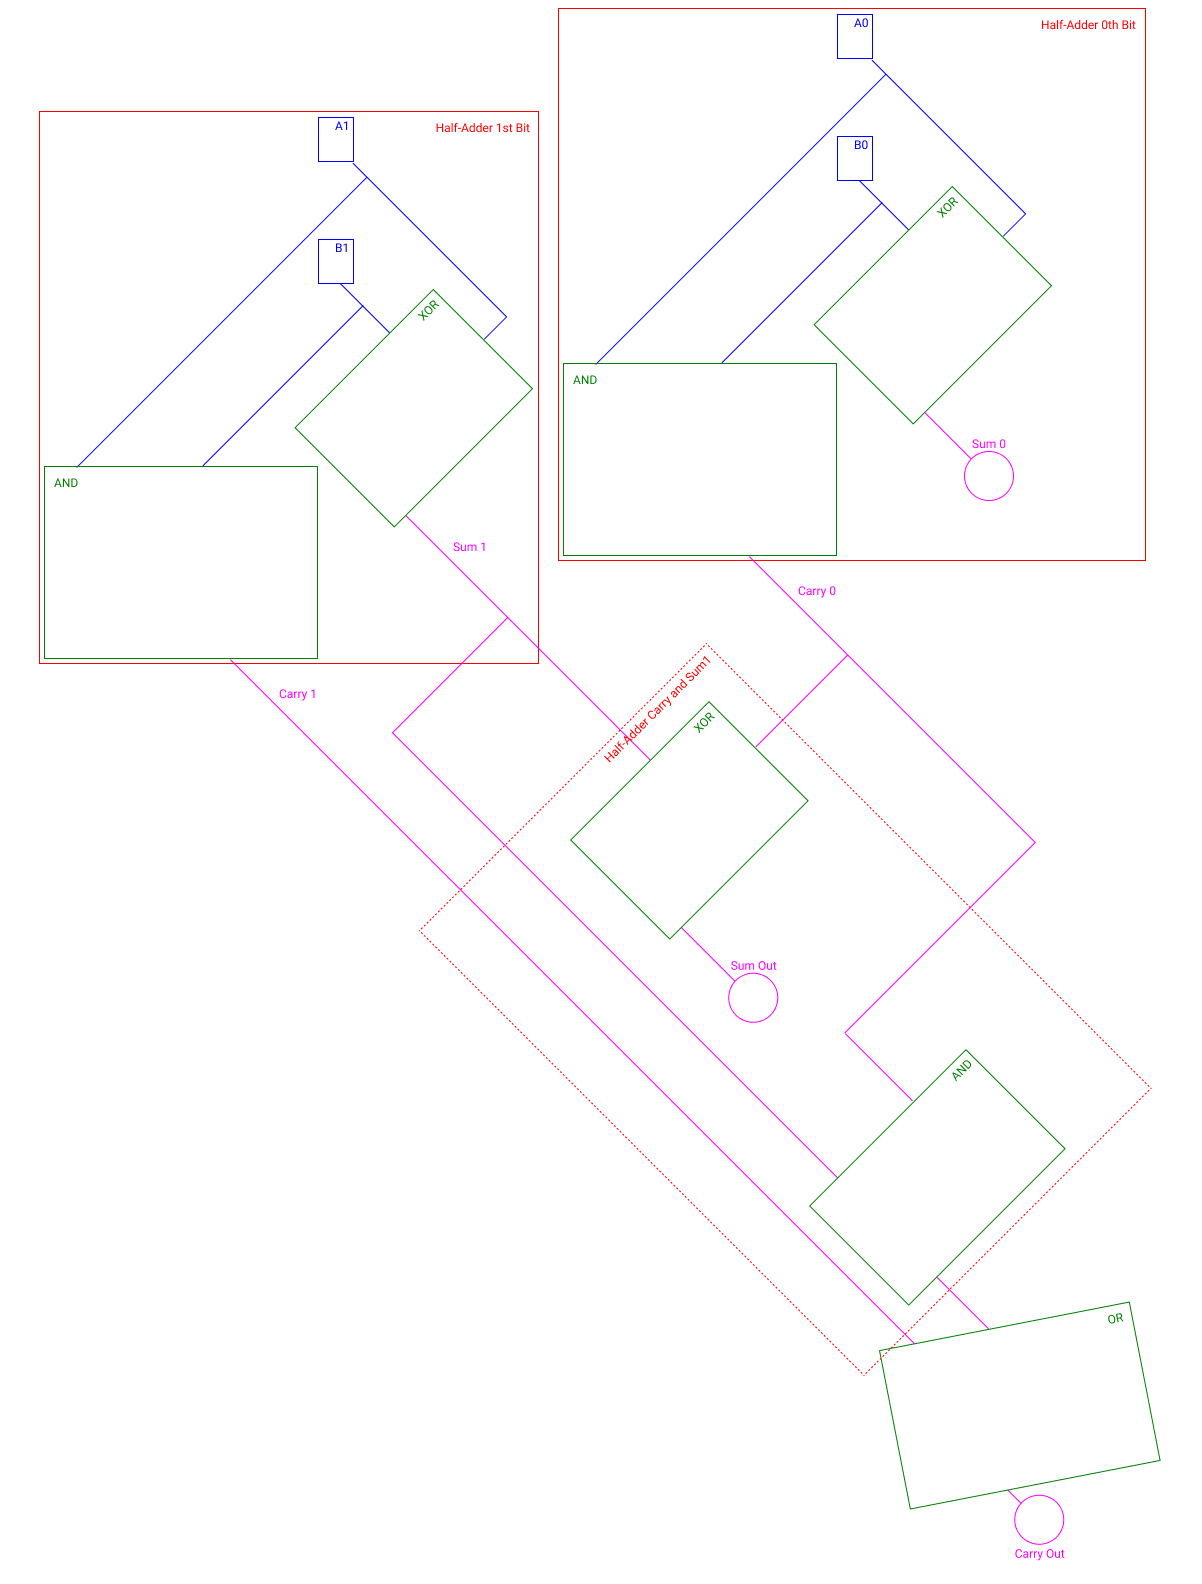 A0
Half-Adder 0th Bit
A1
Half-Adder 1st Bit
B0
XOR
B1
XOR
AND
Sum 0
AND
Sum 1
Carry 0
Half-Adder Carry and Sum1
Carry 1
XOR
Sum Out
AND
OR
Carry Out